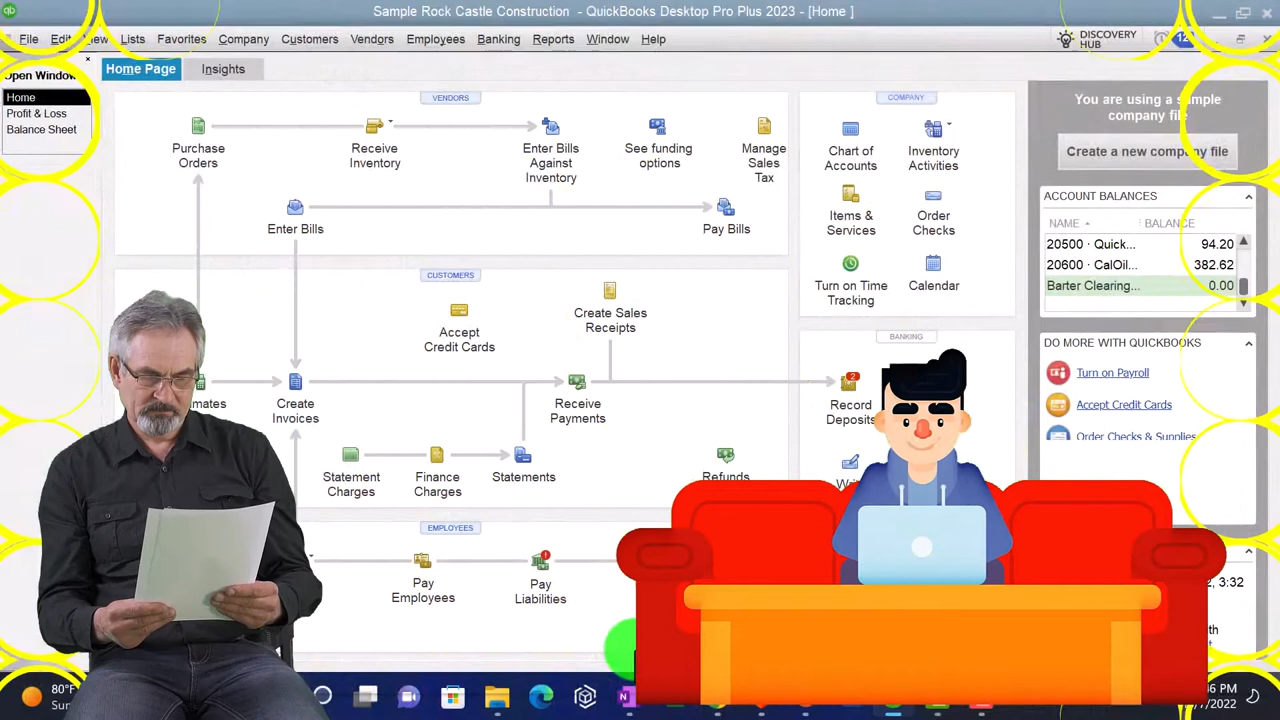 Sample Rock Castle Construction - QuickBooks Desktop Pro Plus 2023 - [Home ]
File Edit View Lists Favorites Company Customers Vendors Employees Banking Reports Window Help
DISCOVERY
HUB
Home Page Insights
Home
Profit & Loss
Balance Sheet
VENDORS
Purchase
Orders
Receive
Inventory
Enter Bills
Against
Inventory
See funding
options
Manage
Sales
Tax
Enter Bills
Pay Bills
CUSTOMERS
Accept
Credit Cards
Create Sales
Receipts
Create
Invoices
Receive
Payments
Statement
Charges
Finance
Charges
Statements
Refunds
EMPLOYEES
Pay
Employees
Pay
Liabilities
COMPANY
Chart of
Accounts
Inventory
Activities
Items &
Services
Order
Checks
Turn on Time
Tracking
Calendar
BANKING
2
Record
Deposits
You are using a sample
company file
Create a new company file
ACCOUNT BALANCES
NAME BALANCE
20500 · Quick... 94.20
20600 · CalOil... 382.62
Barter Clearing... 0.00
DO MORE WITH QUICKBOOKS
Turn on Payroll
Accept Credit Cards
Order Checks & Supplies
3:32
80°F